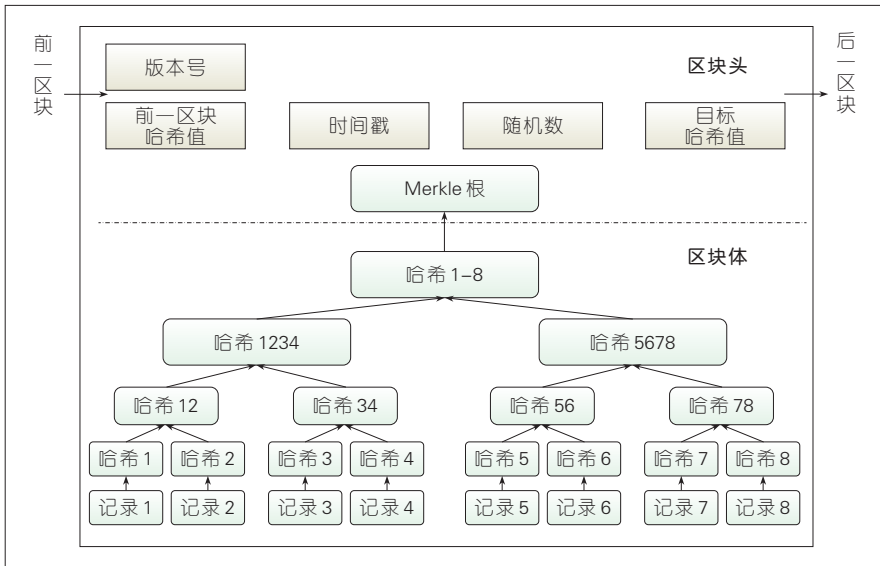 前一区块
后一区块
版本号
区块头
前一区块
哈希值
时间戳
随机数
目标
哈希值
Merkle 根
区块体
哈希 1–8
哈希 1234
哈希 5678
哈希 12
哈希 34
哈希 56
哈希 78
哈希 1
哈希 2
哈希 3
哈希 4
哈希 5
哈希 6
哈希 7
哈希 8
记录 1
记录 2
记录 3
记录 4
记录 5
记录 6
记录 7
记录 8